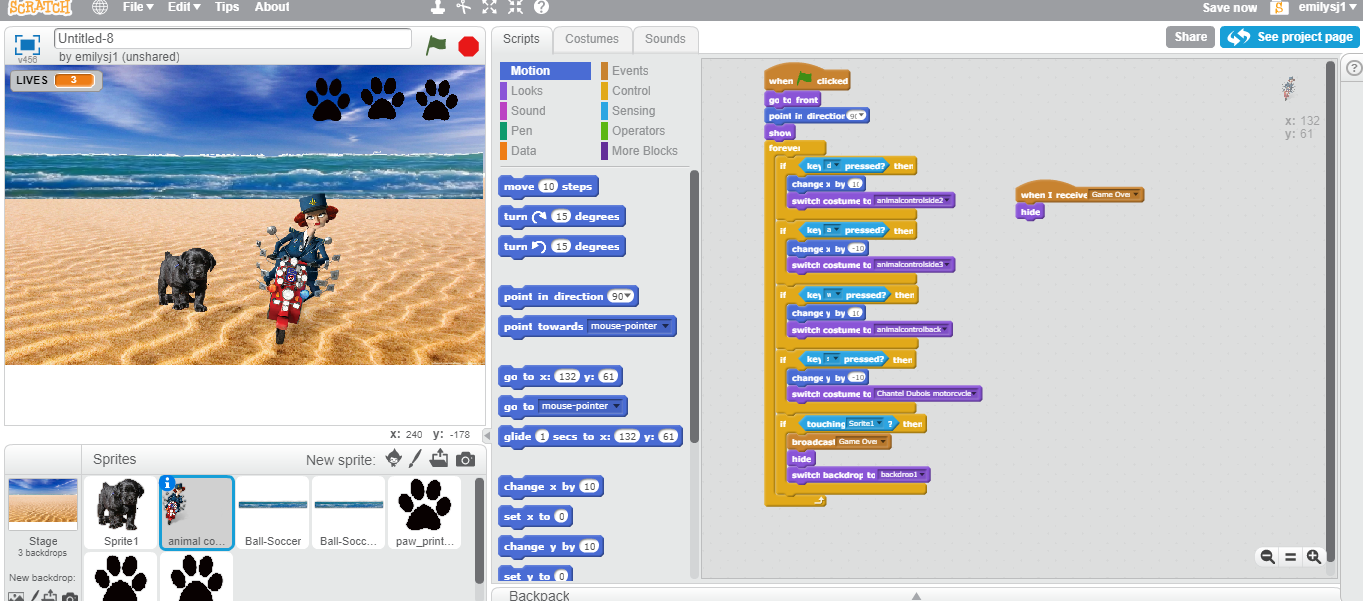 SCRATCH File Edit Tips About Save now emilysj1
Untitled-8
by emilysj1 (unshared)
v456
Scripts Costumes Sounds
Share See project page
LIVES 3
Motion Events
Looks Control
Sound Sensing
Pen Operators
Data More Blocks
move 10 steps
turn 15 degrees
turn 15 degrees
point in direction 90
point towards mouse-pointer
go to x: 132 y: 61
go to mouse-pointer
glide 1 secs to x: 132 y: 61
change x by 10
set x to 0
change y by 10
set y to 0
when clicked
go to front
point in direction
show
forever
if key d pressed? then
change x by 10
switch costume to animalcontrolside2
if key a pressed? then
change x by -10
switch costume to animalcontrolside3
if key w pressed? then
change y by 10
switch costume to animalcontrolback
if key pressed? then
change y by -10
switch costume to Chantel Dubois motorcycle
if touching Sprite1 ? then
broadcast Game Over
hide
switch backdrop to backdrop1
when I receive Game Over
hide
x: 132
y: 61
x: 240 y: -178
Sprites New sprite:
Stage
3 backdrops
New backdrop:
Sprite1
animal co...
Ball-Soccer
Ball-Socc...
paw_print...
Backpack